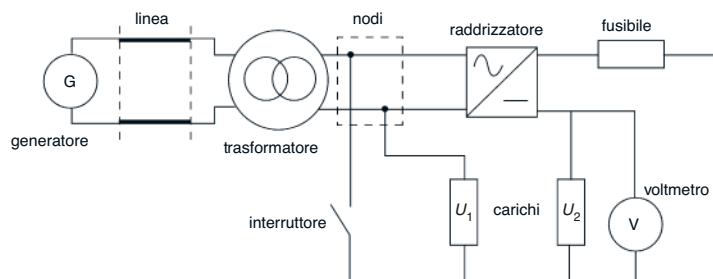 linea
nodi
raddrizzatore
fusibile
G
generatore
trasformatore
interruttore
U1
carichi
U2
voltmetro
V